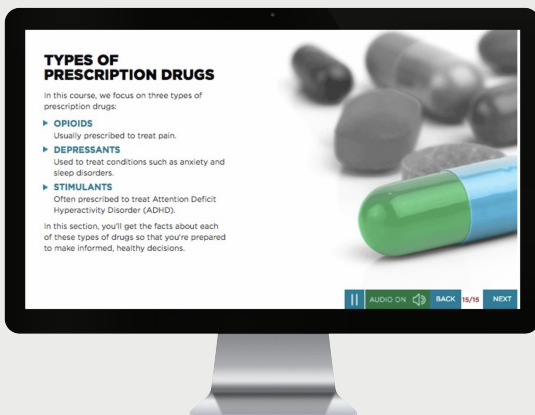 TYPES OF
PRESCRIPTION DRUGS
In this course, we focus on three types of
prescription drugs:
OPIOIDS
Usually prescribed to treat pain.
DEPRESSANTS
Used to treat conditions such as anxiety and
sleep disorders.
STIMULANTS
Often prescribed to treat Attention Deficit
Hyperactivity Disorder (ADHD).
In this section, you'll get the facts about each
of these types of drugs so that you're prepared
to make informed, healthy decisions.
AUDIO ON BACK 15/15 NEXT